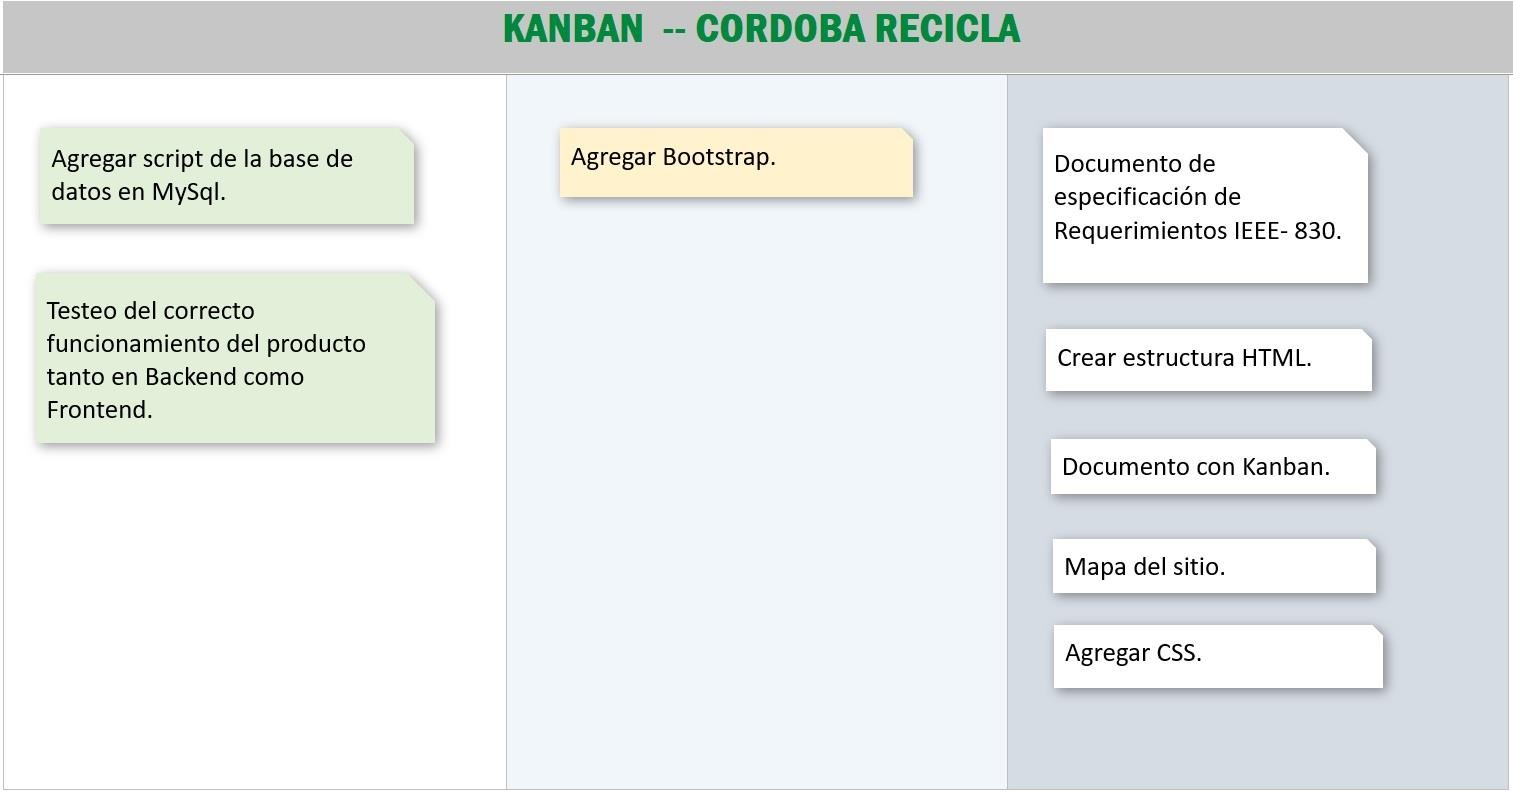 KANBAN -- CORDOBA RECICLA
Agregar script de la base de
datos en MySql.
Testeo del correcto
funcionamiento del producto
tanto en Backend como
Frontend.
Agregar Bootstrap.
Documento de
especificación de
Requerimientos IEEE- 830.
Crear estructura HTML.
Documento con Kanban.
Mapa del sitio.
Agregar CSS.